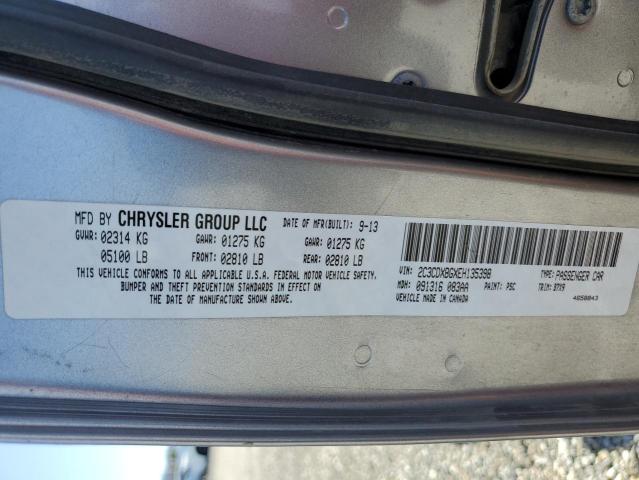 MFD BY CHRYSLER GROUP LLC DATE OF MFR(BUILT): 9-13
GVWR: 02314 KG GAWR: 01275 KG GAWR: 01275 KG
05100 LB FRONT: 02810 LB REAR: 02810 LB
THIS VEHICLE CONFORMS TO ALL APPLICABLE U.S.A. FEDERAL MOTOR VEHICLE SAFETY,
BUMPER AND THEFT PREVENTION STANDARDS IN EFFECT ON
THE DATE OF MANUFACTURE SHOWN ABOVE.
VIN: 2C3CDXBGXEH135398 TYPE: PASSENGER CAR
MDH: 091316 083AA PAINT: PSC TRIM: B7X9
VEHICLE MADE IN CANADA 4658043